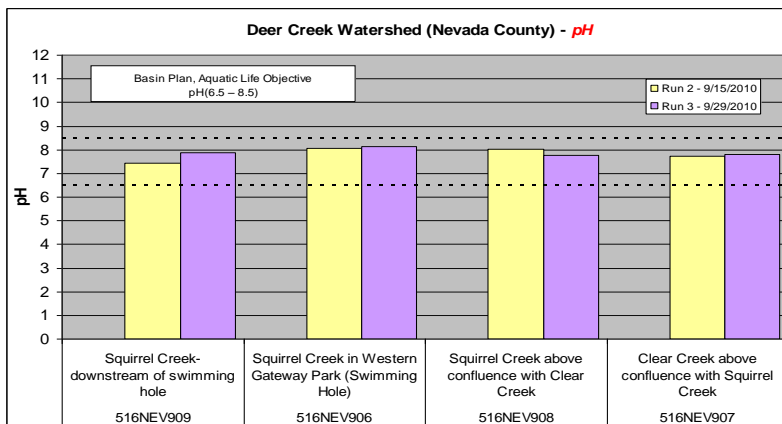 Deer Creek Watershed (Nevada County) - pH
Basin Plan, Aquatic Life Objective
pH(6.5 – 8.5)
Run 2 - 9/15/2010
Run 3 - 9/29/2010
pH
12
11
10
9
8
7
6
5
4
3
2
1
0
Squirrel Creek-
downstream of swimming
hole
516NEV909
Squirrel Creek in Western
Gateway Park (Swimming
Hole)
516NEV906
Squirrel Creek above
confluence with Clear
Creek
516NEV908
Clear Creek above
confluence with Squirrel
Creek
516NEV907